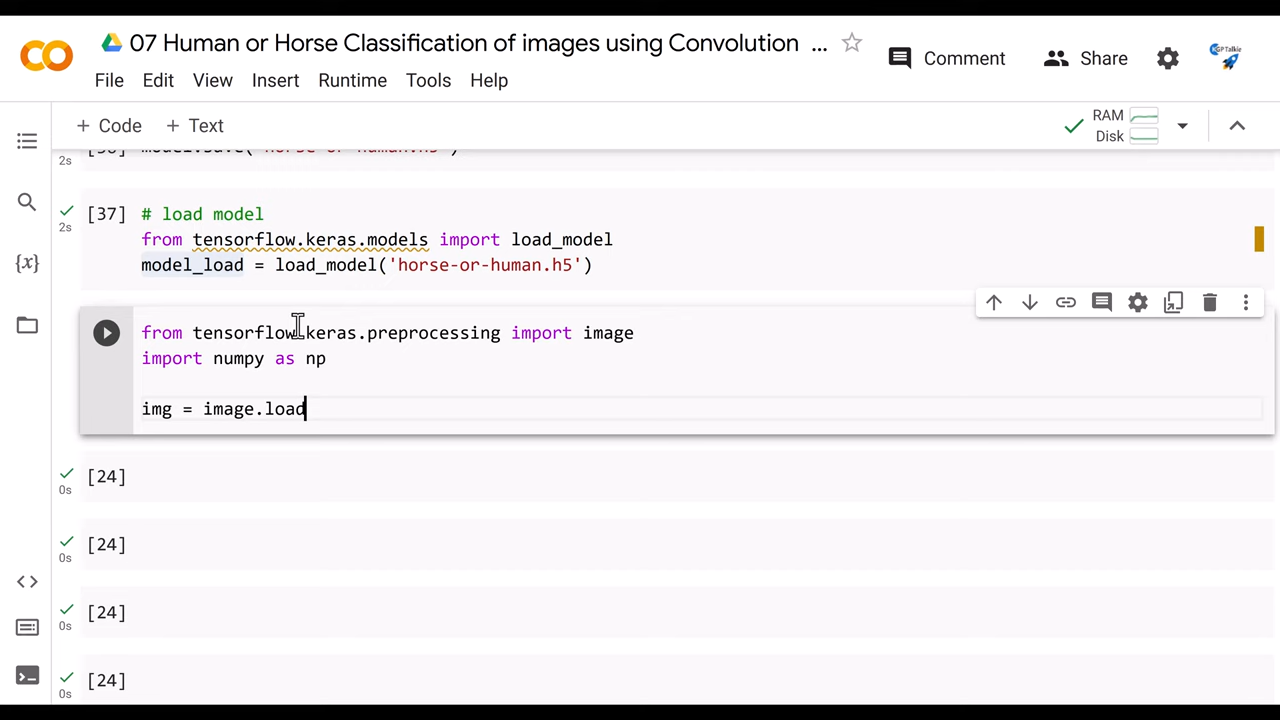 07 Human or Horse Classification of images using Convolution ...
Comment
Share
KGP Talkie
File Edit View Insert Runtime Tools Help
+ Code + Text
RAM
Disk
2s
[37] # load model
2s
from tensorflow.keras.models import load_model
model_load = load_model('horse-or-human.h5')
from tensorflow.keras.preprocessing import image
import numpy as np
img = image.load
[24]
0s
[24]
0s
[24]
0s
[24]
0s